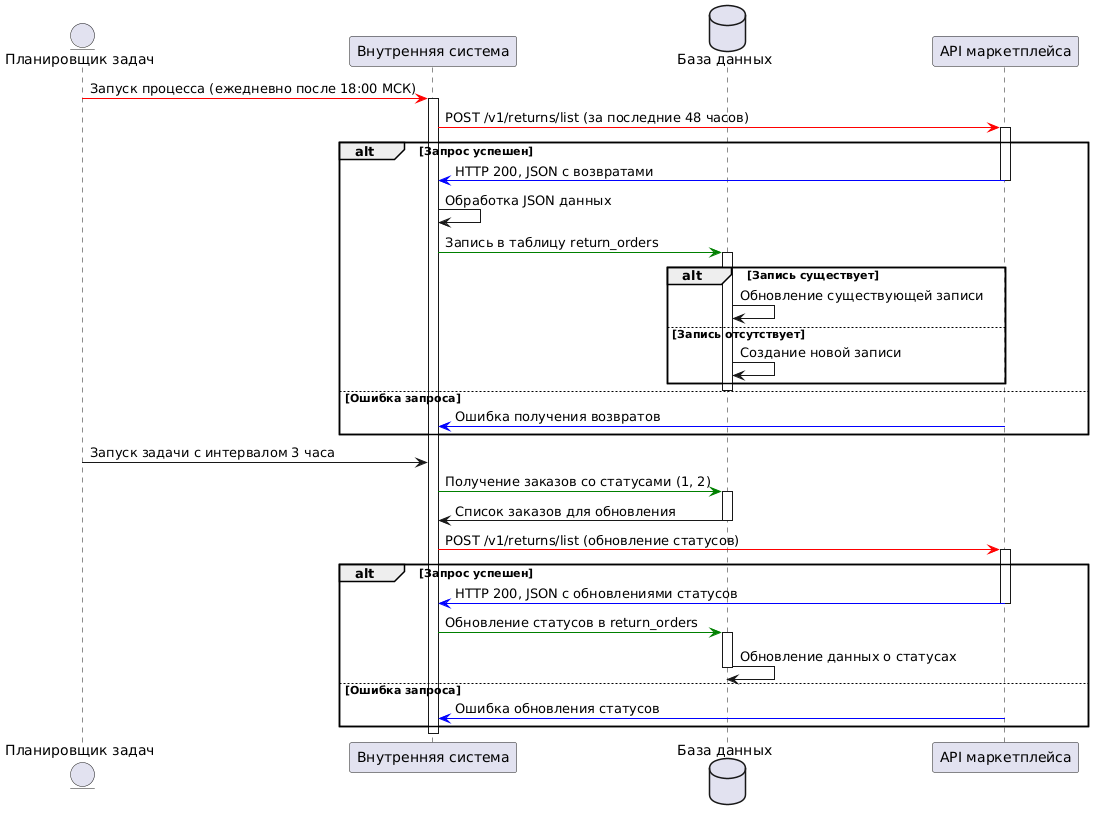 Планировщик задач
Внутренняя система
База данных
API маркетплейса
Запуск процесса (ежедневно после 18:00 МСК)
POST /v1/returns/list (за последние 48 часов)
alt
[Запрос успешен]
HTTP 200, JSON с возвратами
Обработка JSON данных
Запись в таблицу return_orders
alt
[Запись существует]
Обновление существующей записи
[Запись отсутствует]
Создание новой записи
[Ошибка запроса]
Ошибка получения возвратов
Запуск задачи с интервалом 3 часа
Получение заказов со статусами (1, 2)
Список заказов для обновления
POST /v1/returns/list (обновление статусов)
alt
[Запрос успешен]
HTTP 200, JSON с обновлениями статусов
Обновление статусов в return_orders
Обновление данных о статусах
[Ошибка запроса]
Ошибка обновления статусов
Планировщик задач
Внутренняя система
База данных
API маркетплейса